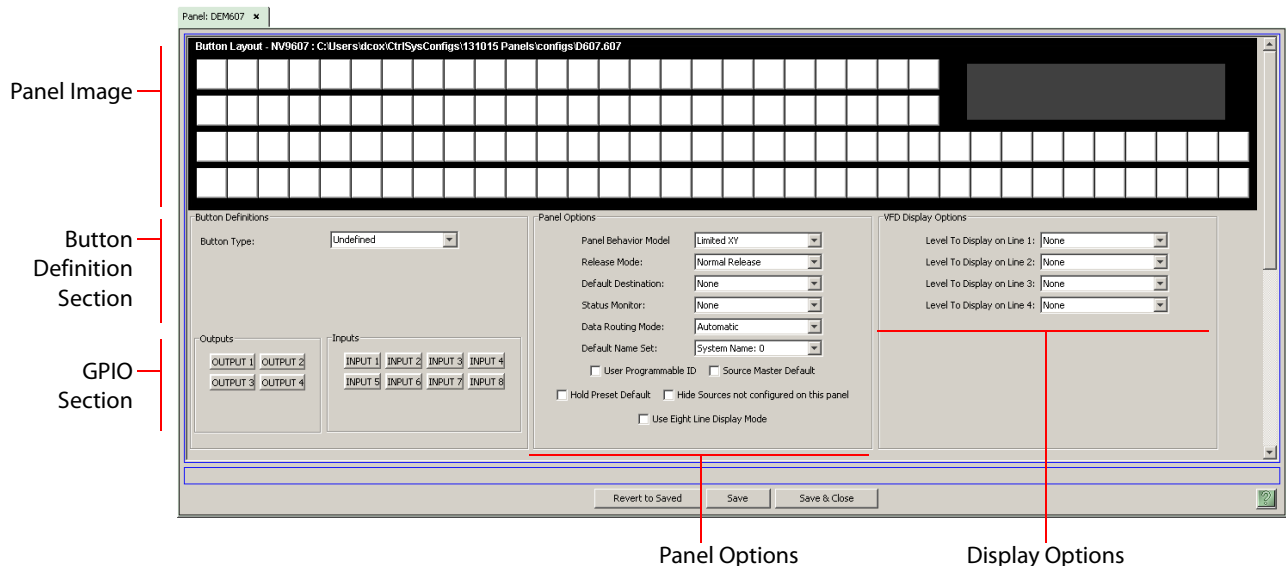 Panel: DEM607 ×
Button Layout - NV9607 : C:\Users\dcox\CtrlSysConfigs\131015 Panels\configs\D607.607
Panel Image
Button Definitions
Button Type: Undefined
Button
Definition
Section
Outputs
OUTPUT 1 OUTPUT 2
OUTPUT 3 OUTPUT 4
Inputs
INPUT 1 INPUT 2 INPUT 3 INPUT 4
INPUT 5 INPUT 6 INPUT 7 INPUT 8
GPIO
Section
Panel Options
Panel Behavior Model Limited XY
Release Mode: Normal Release
Default Destination: None
Status Monitor: None
Data Routing Mode: Automatic
Default Name Set: System Name: 0
User Programmable ID Source Master Default
Hold Preset Default Hide Sources not configured on this panel
Use Eight Line Display Mode
VFD Display Options
Level To Display on Line 1: None
Level To Display on Line 2: None
Level To Display on Line 3: None
Level To Display on Line 4: None
Revert to Saved Save Save & Close ?
Panel Options Display Options